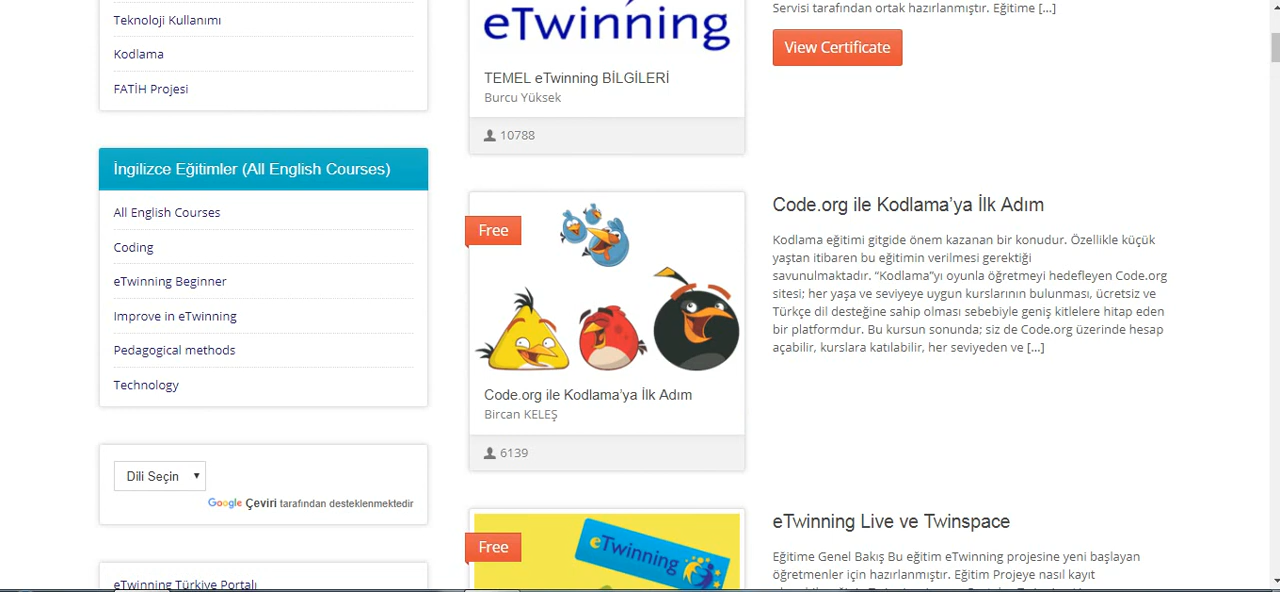 Teknoloji Kullanımı
Kodlama
FATİH Projesi
İngilizce Eğitimler (All English Courses)
All English Courses
Coding
eTwinning Beginner
Improve in eTwinning
Pedagogical methods
Technology
Dili Seçin
Google Çeviri tarafından desteklenmektedir
eTwinning Türkiye Portalı
eTwinning
TEMEL eTwinning BİLGİLERİ
Burcu Yüksek
10788
Servisi tarafından ortak hazırlanmıştır. Eğitime [...]
View Certificate
Free
Code.org ile Kodlama’ya İlk Adım
Bircan KELEŞ
6139
Code.org ile Kodlama’ya İlk Adım
Kodlama eğitimi gitgide önem kazanan bir konudur. Özellikle küçük
yaştan itibaren bu eğitimin verilmesi gerektiği
savunulmaktadır. “Kodlama”yı oyunla öğretmeyi hedefleyen Code.org
sitesi; her yaşa ve seviyeye uygun kurslarının bulunması, ücretsiz ve
Türkçe dil desteğine sahip olması sebebiyle geniş kitlelere hitap eden
bir platformdur. Bu kursun sonunda; siz de Code.org üzerinde hesap
açabilir, kurslara katılabilir, her seviyeden ve [...]
Free
eTwinning
eTwinning Live ve Twinspace
Eğitime Genel Bakış Bu eğitim eTwinning projesine yeni başlayan
öğretmenler için hazırlanmıştır. Eğitim Projeye nasıl kayıt